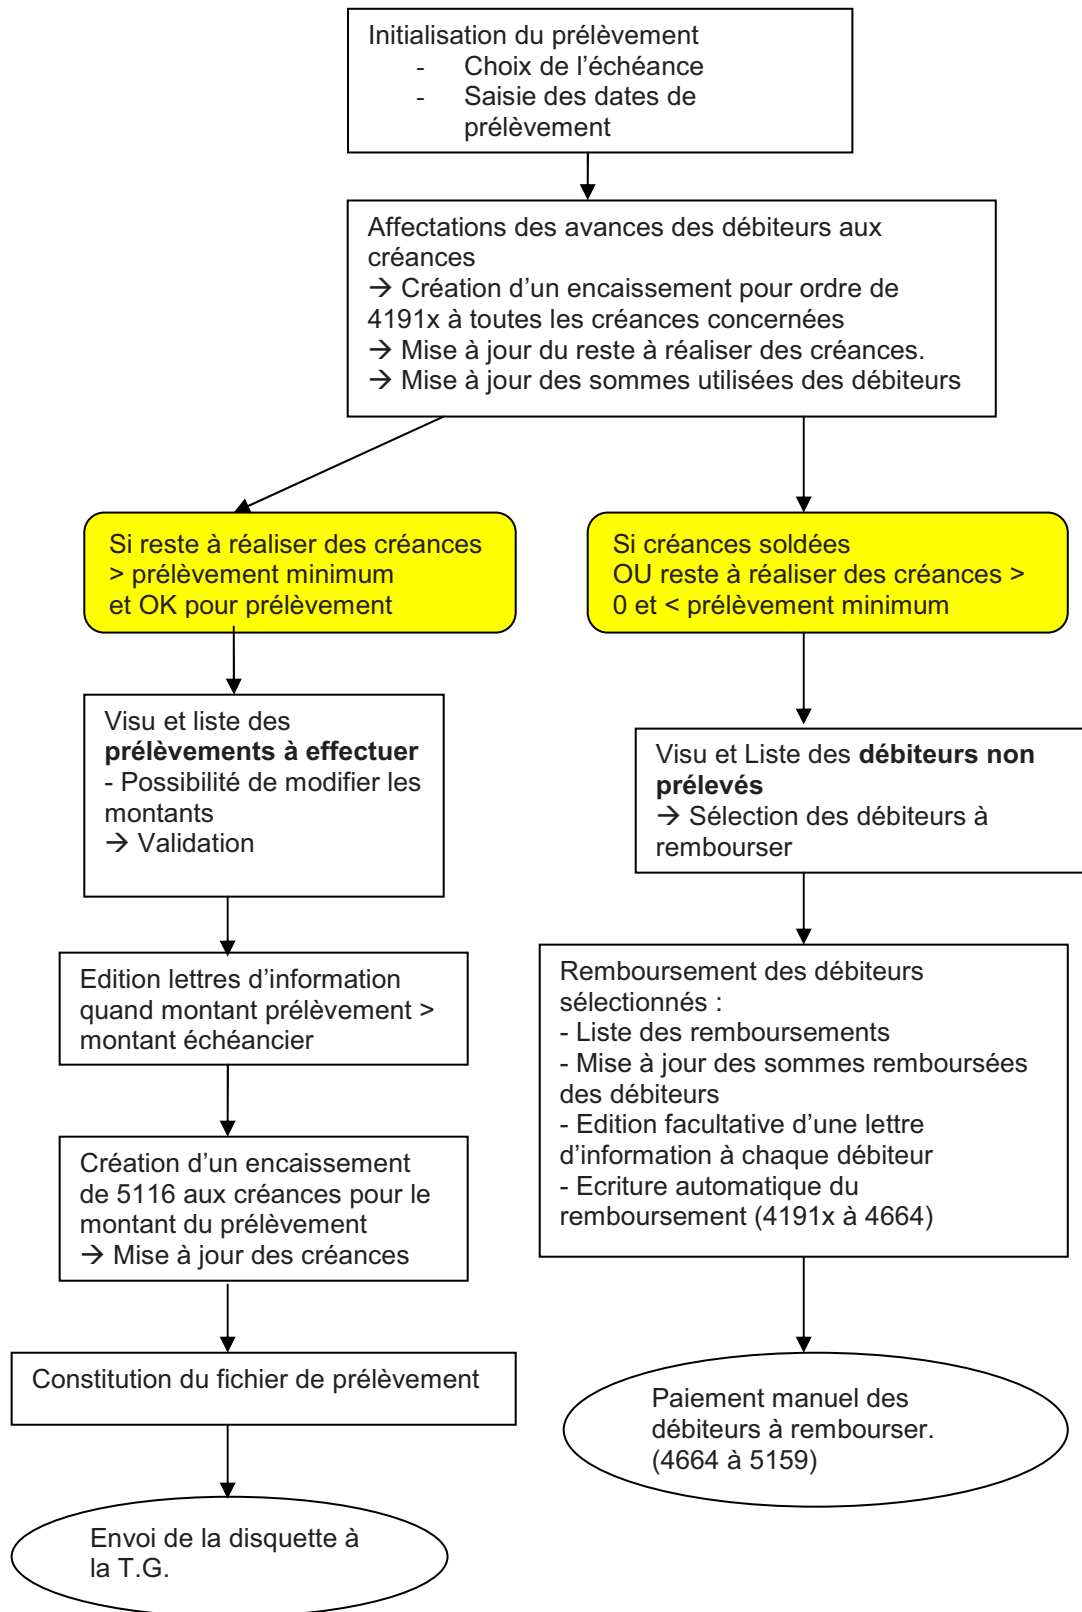 Initialisation du prélèvement
- Choix de l’échéance
- Saisie des dates de
prélèvement
Affectations des avances des débiteurs aux
créances
→ Création d’un encaissement pour ordre de
4191x à toutes les créances concernées
→ Mise à jour du reste à réaliser des créances.
→ Mise à jour des sommes utilisées des débiteurs
Si reste à réaliser des créances
> prélèvement minimum
et OK pour prélèvement
Si créances soldées
OU reste à réaliser des créances >
0 et < prélèvement minimum
Visu et liste des
prélèvements à effectuer
- Possibilité de modifier les
montants
→ Validation
Visu et Liste des débiteurs non
prélevés
→ Sélection des débiteurs à
rembourser
Edition lettres d’information
quand montant prélèvement >
montant échéancier
Remboursement des débiteurs
sélectionnés :
- Liste des remboursements
- Mise à jour des sommes remboursées
des débiteurs
- Edition facultative d’une lettre
d’information à chaque débiteur
- Ecriture automatique du
remboursement (4191x à 4664)
Création d’un encaissement
de 5116 aux créances pour le
montant du prélèvement
→ Mise à jour des créances
Constitution du fichier de prélèvement
Paiement manuel des
débiteurs à rembourser.
(4664 à 5159)
Envoi de la disquette à
la T.G.